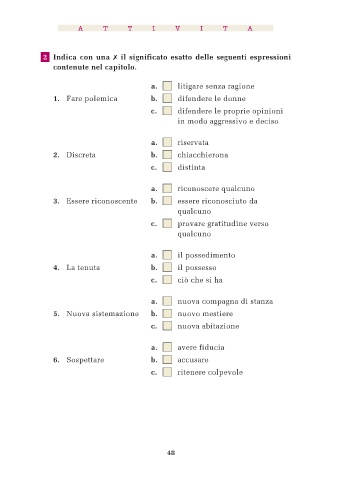 A T T I V I T A
2 Indica con una ✗ il significato esatto delle seguenti espressioni
contenute nel capitolo.
a. litigare senza ragione
1. Fare polemica b. difendere le donne
c. difendere le proprie opinioni
in modo aggressivo e deciso
a. riservata
2. Discreta b. chiacchierona
c. distinta
a. riconoscere qualcuno
3. Essere riconoscente b. essere riconosciuto da
qualcuno
c. provare gratitudine verso
qualcuno
a. il possedimento
4. La tenuta b. il possesso
c. ciò che si ha
a. nuova compagna di stanza
5. Nuova sistemazione b. nuovo mestiere
c. nuova abitazione
a. avere fiducia
6. Sospettare b. accusare
c. ritenere colpevole
48